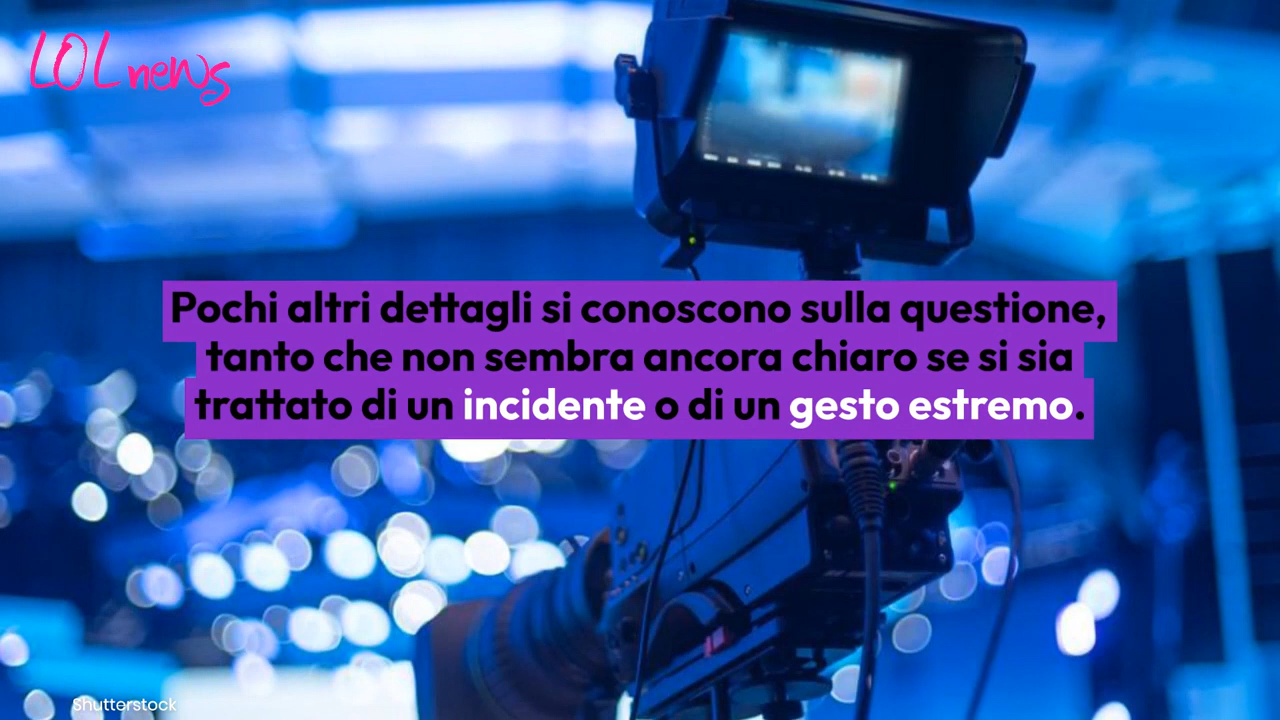 LOL news
Pochi altri dettagli si conoscono sulla questione,
tanto che non sembra ancora chiaro se si sia
trattato di un incidente o di un gesto estremo.
Shutterstock